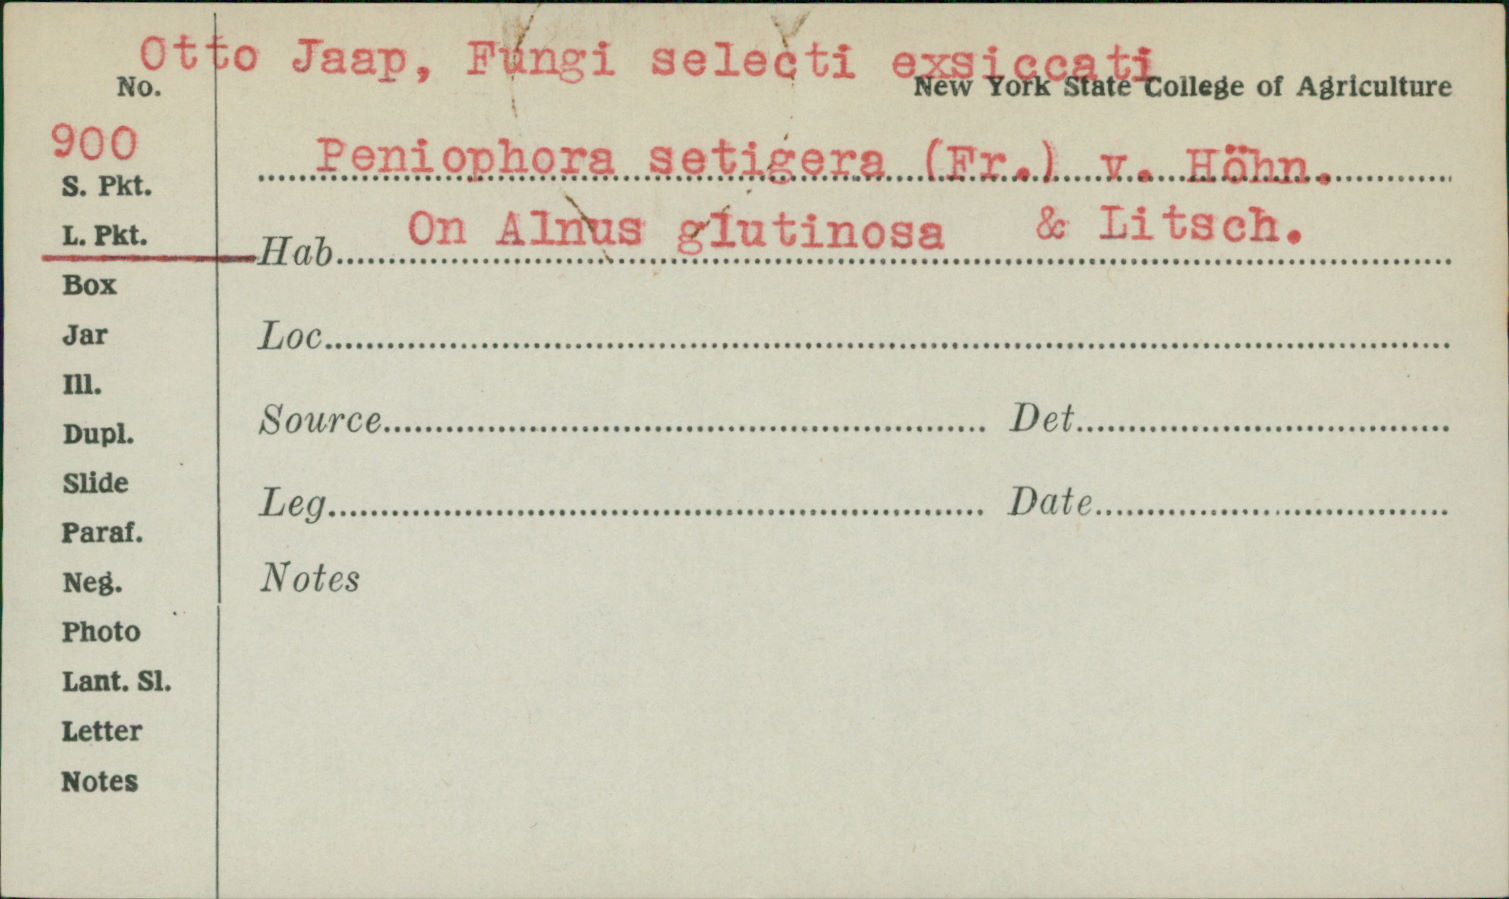 Otto Jaap, Fungi selecti exsiccati
No.
New York State College of Agriculture
900
Peniophora setigera (Fr.) v. Höhn.
S. Pkt.
On Alnus glutinosa & Litsch.
L. Pkt.
Hab.
Box
Loc.
Jar
Ill.
Source
Det.
Dupl.
Slide
Leg.
Date
Paraf.
Neg.
Notes
Photo
Lant. Sl.
Letter
Notes